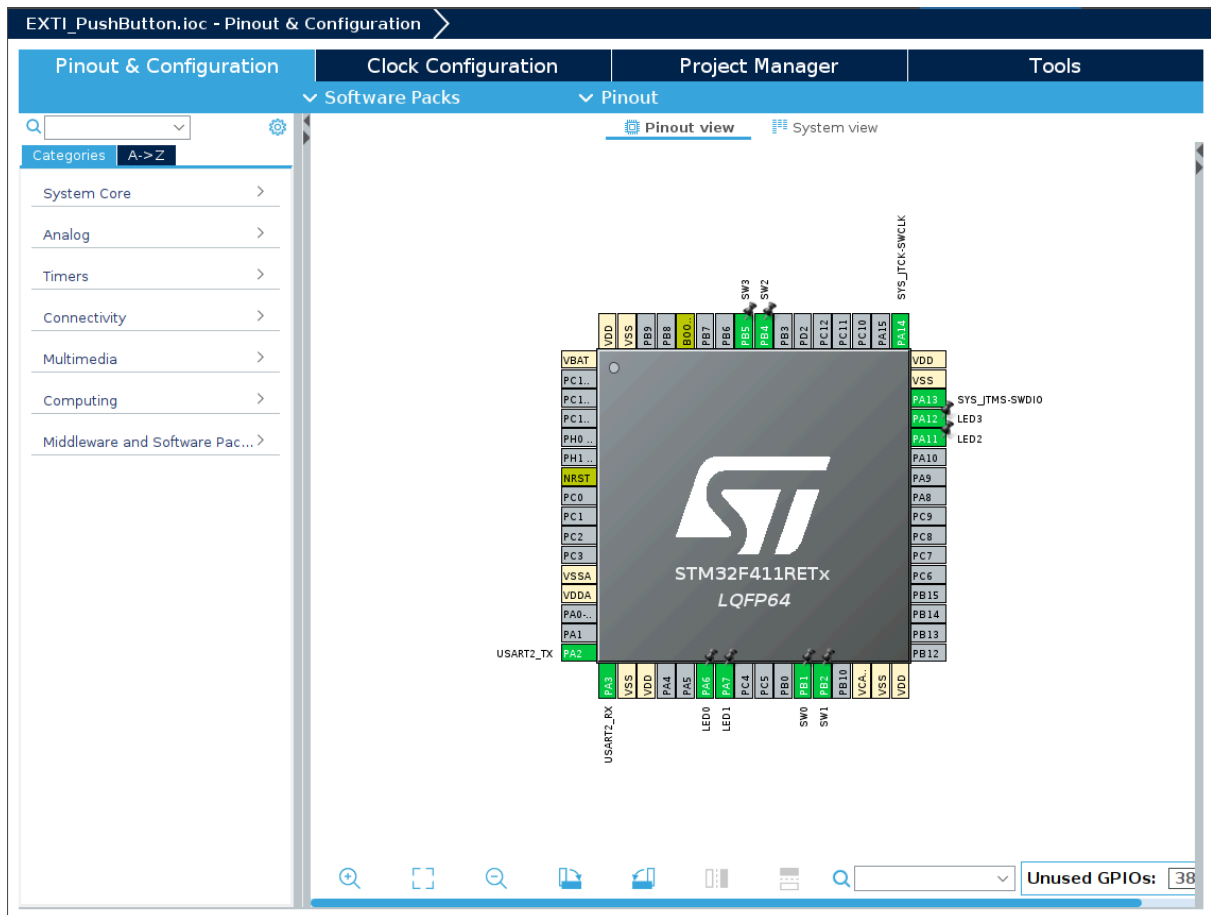 EXTI_PushButton.ioc - Pinout & Configuration
Pinout & Configuration
Clock Configuration
Project Manager
Tools
Software Packs
Pinout
Pinout view
System view
Categories
A->Z
System Core
Analog
Timers
Connectivity
Multimedia
Computing
Middleware and Software Pac...
SYS_JTCK-SWCLK
SW3
SW2
VDD
VSS
PB9
PB8
BOO..
PB7
PB6
PB5
PB4
PB3
PD2
PC12
PC11
PC10
PA15
PA14
VBAT
PC1..
PC1..
PC1..
PH0 ..
PH1 ..
NRST
PC0
PC1
PC2
PC3
VSSA
VDDA
PA0-..
PA1
USART2_TX
PA2
VDD
VSS
PA13
SYS_JTMS-SWDIO
PA12
LED3
PA11
LED2
PA10
PA9
PA8
PC9
PC8
PC7
PC6
PB15
PB14
PB13
PB12
ST
STM32F411RETx
LQFP64
PA3
VSS
VDD
PA4
PA5
PA6
PA7
PC4
PC5
PB0
PB1
PB2
PB10
VCA..
VSS
VDD
USART2_RX
LED0
LED1
SW0
SW1
Unused GPIOs:
38